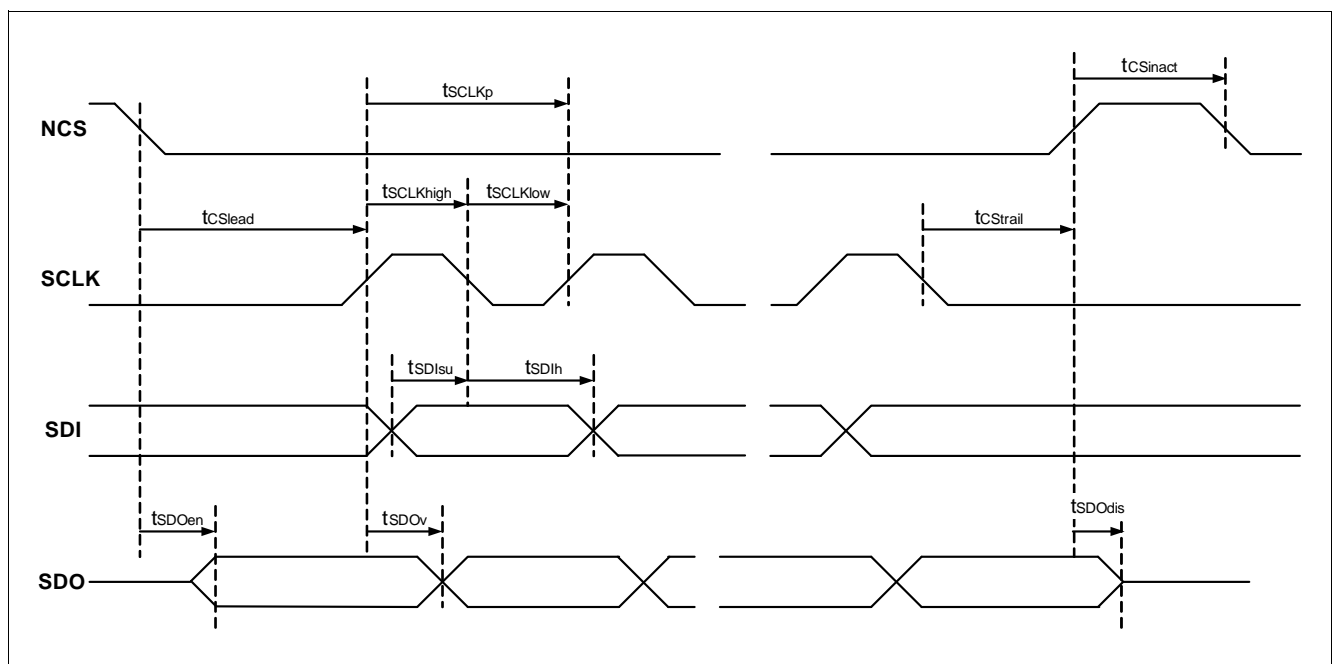 tCSinact
tSCLKp
NCS
tSCLKhigh tSCLKlow
tCSlead tCStrail
SCLK
tSDIsu tSDIh
SDI
tSDOen tSDOv tSDOdis
SDO